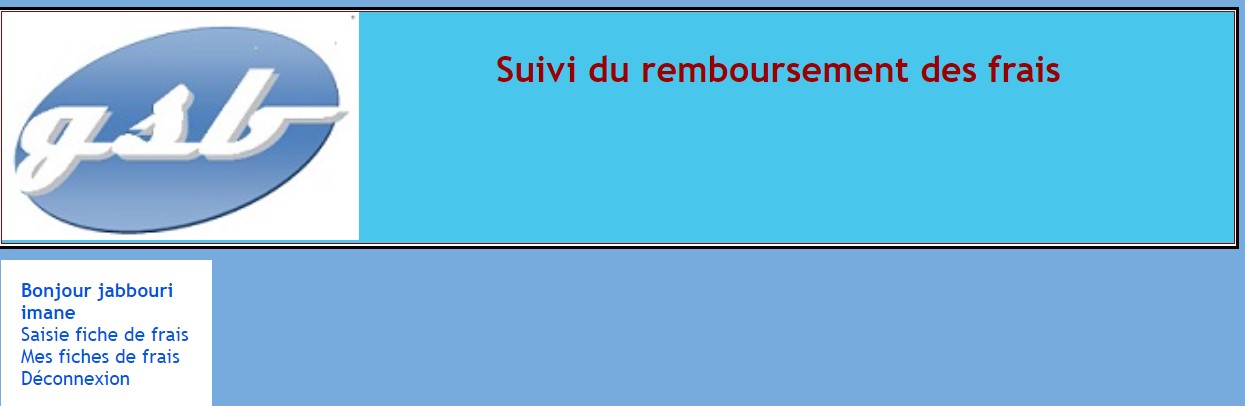 gsb
Suivi du remboursement des frais
Bonjour jabbouri
imane
Saisie fiche de frais
Mes fiches de frais
Déconnexion